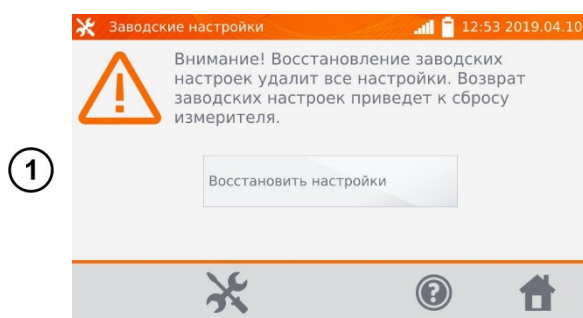 Заводские настройки 12:53 2019.04.10
Внимание! Восстановление заводских
настроек удалит все настройки. Возврат
заводских настроек приведет к сбросу
измерителя.
1
Восстановить настройки
?